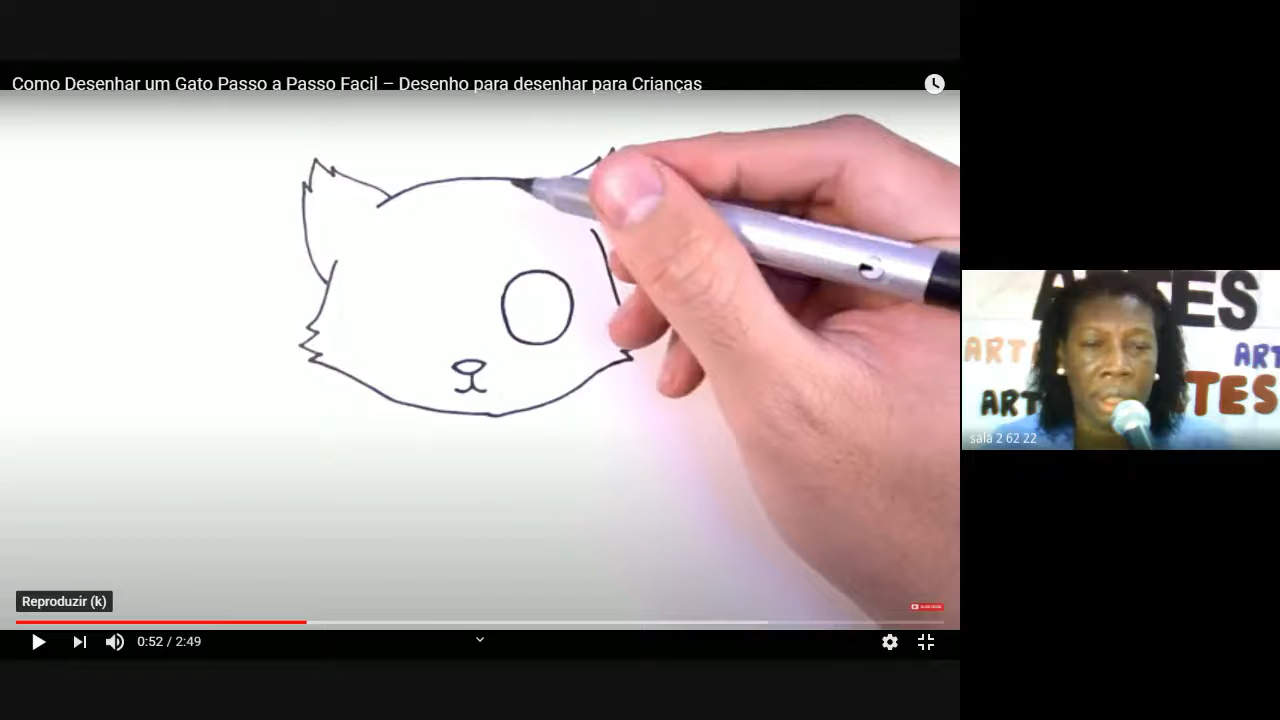 Como Desenhar um Gato Passo a Passo Facil – Desenho para desenhar para Crianças
ARTES
ART
ART
ART
TES
sala 2 62 22
Reproduzir (k)
0:52 / 2:49